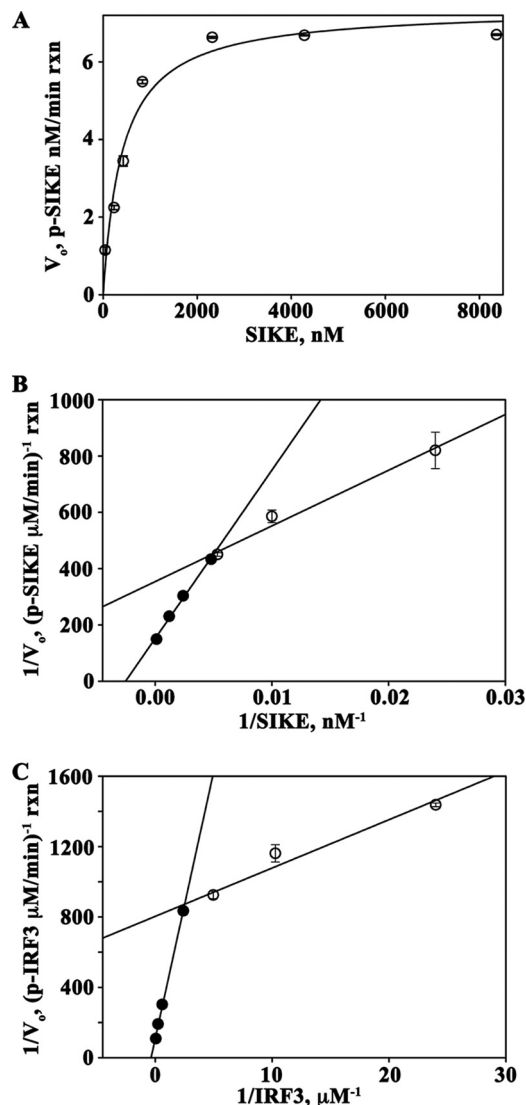 A
6
4
2
0
V₀, p-SIKE nM/min rxn
0 2000 4000 6000 8000
SIKE, nM
B
1000
800
600
400
200
0
1/V₀, (p-SIKE μM/min)⁻¹ rxn
0.00 0.01 0.02 0.03
1/SIKE, nM⁻¹
C
1600
1200
800
400
0
1/V₀, (p-IRF3 μM/min)⁻¹ rxn
0 10 20 30
1/IRF3, μM⁻¹